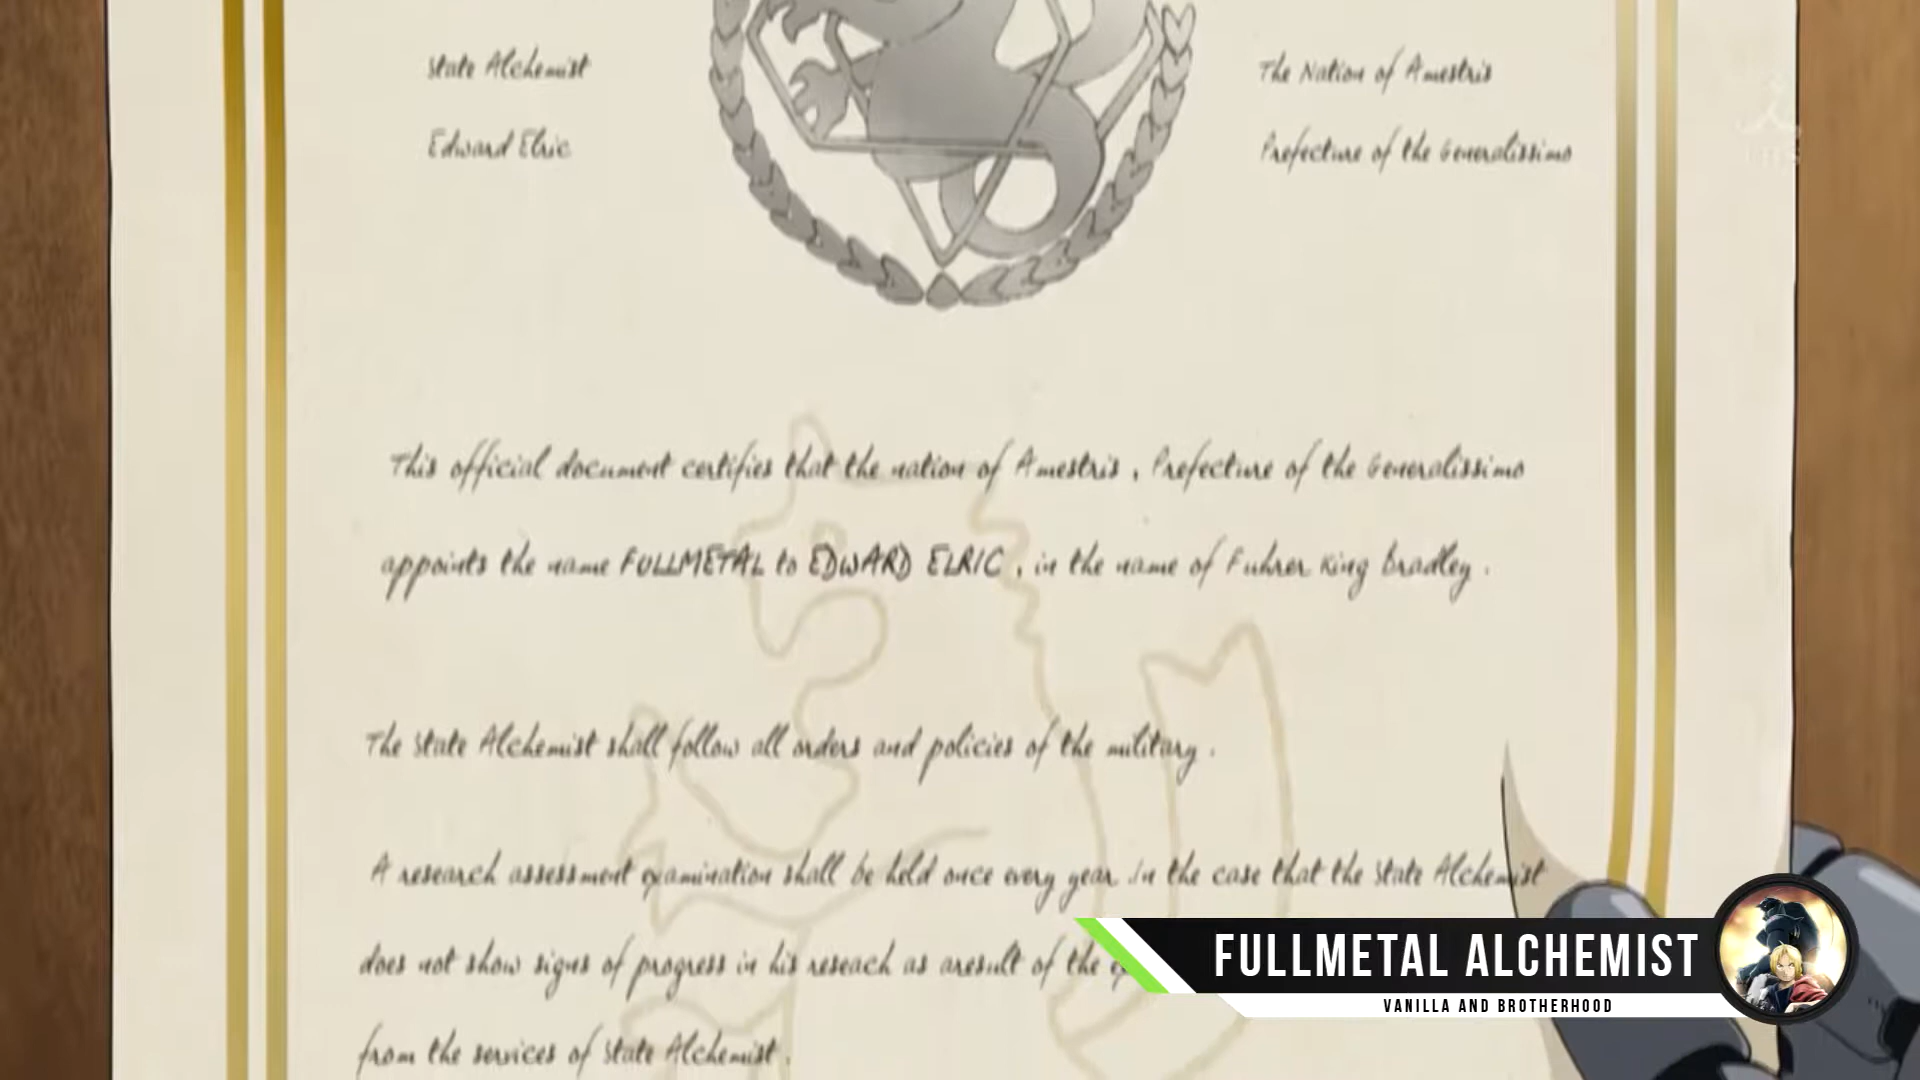 State Alchemist
The Nation of Amestris
Edward Elric
Prefecture of the Generalissimo
This official document certifies that the nation of Amestris, Prefecture of the Generalissimo
appoints the name FULLMETAL to EDWARD ELRIC, in the name of Fuhrer King Bradley.
The State Alchemist shall follow all orders and policies of the military.
A research assessment examination shall be held once every year in the case that the State Alchemist
does not show signs of progress in his reseach as aresult of the
from the services of State Alchemist.
FULLMETAL ALCHEMIST
VANILLA AND BROTHERHOOD